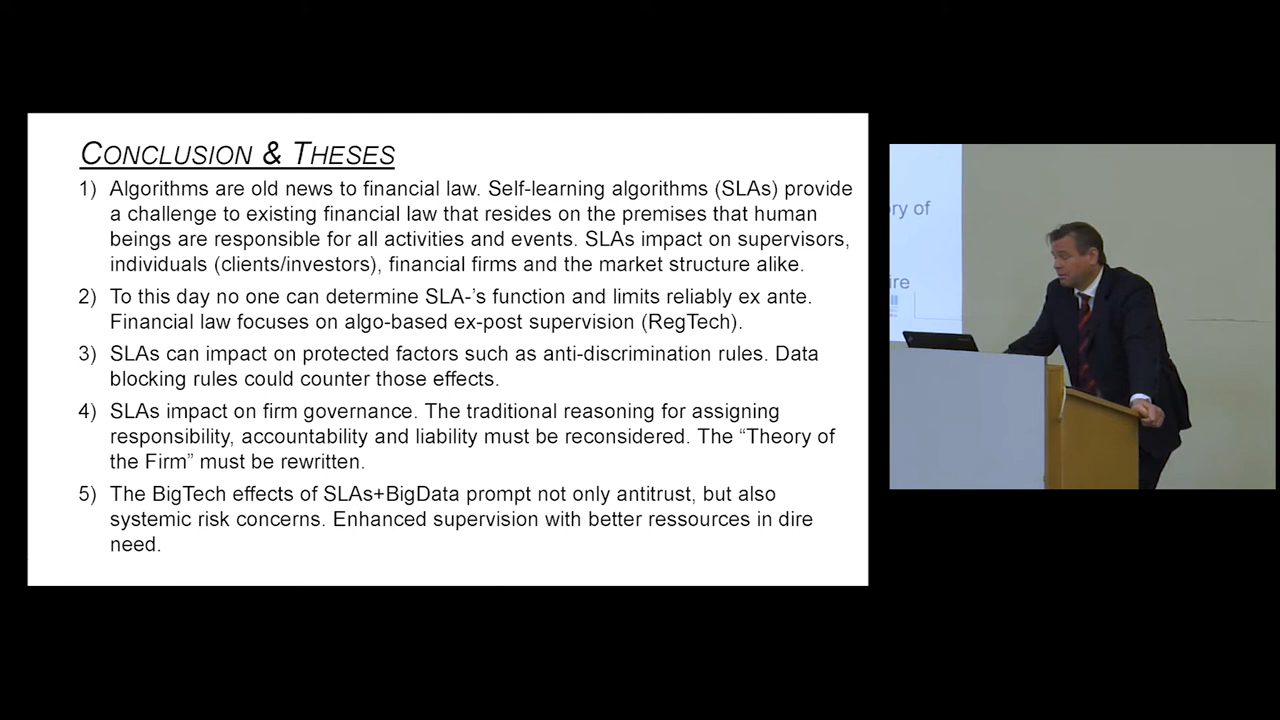 CONCLUSION & THESES
1) Algorithms are old news to financial law. Self-learning algorithms (SLAs) provide
a challenge to existing financial law that resides on the premises that human
beings are responsible for all activities and events. SLAs impact on supervisors,
individuals (clients/investors), financial firms and the market structure alike.
2) To this day no one can determine SLA-'s function and limits reliably ex ante.
Financial law focuses on algo-based ex-post supervision (RegTech).
3) SLAs can impact on protected factors such as anti-discrimination rules. Data
blocking rules could counter those effects.
4) SLAs impact on firm governance. The traditional reasoning for assigning
responsibility, accountability and liability must be reconsidered. The “Theory of
the Firm” must be rewritten.
5) The BigTech effects of SLAs+BigData prompt not only antitrust, but also
systemic risk concerns. Enhanced supervision with better ressources in dire
need.
ry of
ire